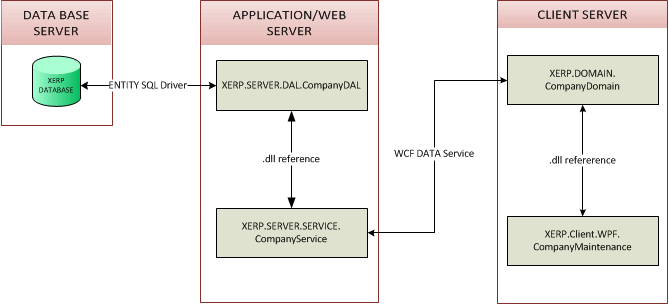 DATA BASE
SERVER
XERP
DATABASE
ENTITY SQL Driver
APPLICATION/WEB
SERVER
XERP.SERVER.DAL.CompanyDAL
.dll reference
XERP.SERVER.SERVICE.
CompanyService
WCF DATA Service
CLIENT SERVER
XERP.DOMAIN.
CompanyDomain
.dll refererence
XERP.Client.WPF.
CompanyMaintenance